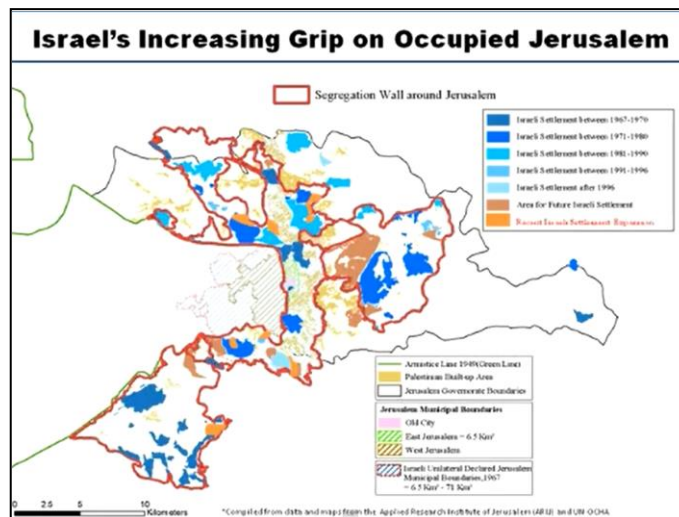 Israel's Increasing Grip on Occupied Jerusalem
Segregation Wall around Jerusalem
Israeli Settlement between 1967-1970
Israeli Settlement between 1971-1980
Israeli Settlement between 1981-1990
Israeli Settlement between 1991-1996
Israeli Settlement after 1996
Area for Future Israeli Settlement
Recent Israeli Settlement Expansion
Armistice Line 1949(Green Line)
Palestinian Built-up Area
Jerusalem Governorate Boundaries
Jerusalem Municipal Boundaries
Old City
East Jerusalem = 6.5 Km²
West Jerusalem
Israeli Unilateral Declared Jerusalem
Municipal Boundaries,1967
= 6.5 Km² - 71 Km²
0 2.5 5 10
Kilometers
*Compiled from data and maps from the Applied Research Institute of Jerusalem (ARIJ) and UN-OCHA